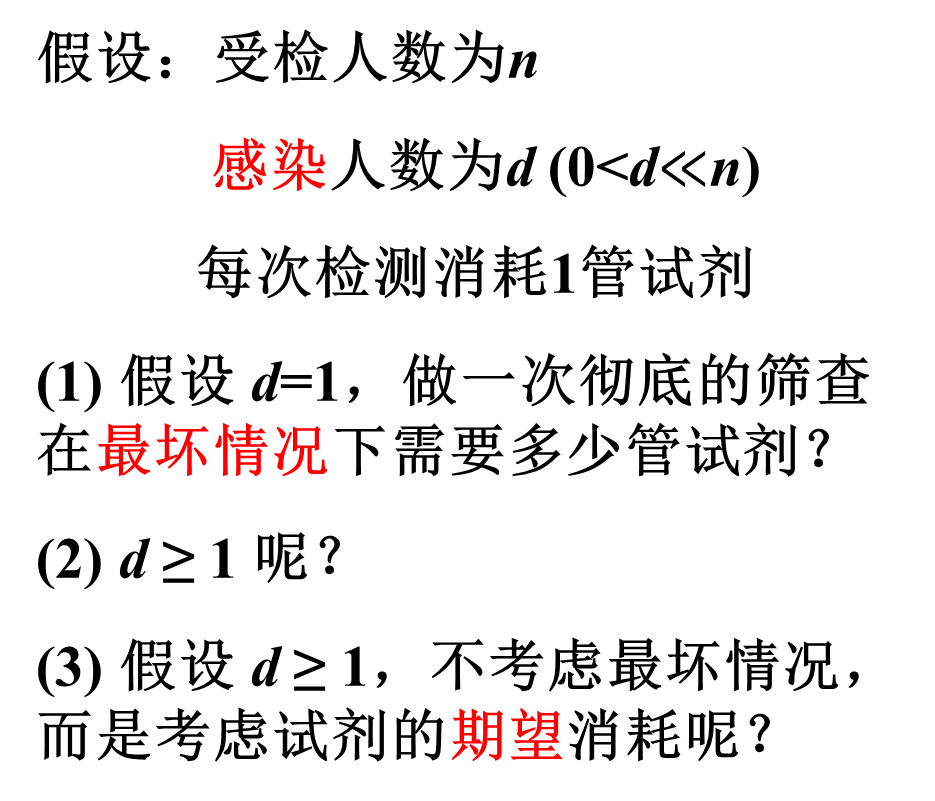 假设：受检人数为n
感染人数为d (0<d≪n)
每次检测消耗1管试剂
(1) 假设 d=1，做一次彻底的筛查
在最坏情况下需要多少管试剂？
(2) d ≥ 1 呢？
(3) 假设 d ≥ 1，不考虑最坏情况，
而是考虑试剂的期望消耗呢？